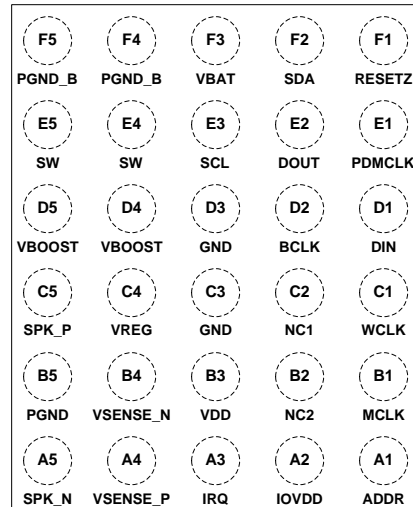 F5 F4 F3 F2 F1
PGND_B PGND_B VBAT SDA RESETZ
E5 E4 E3 E2 E1
SW SW SCL DOUT PDMCLK
D5 D4 D3 D2 D1
VBOOST VBOOST GND BCLK DIN
C5 C4 C3 C2 C1
SPK_P VREG GND NC1 WCLK
B5 B4 B3 B2 B1
PGND VSENSE_N VDD NC2 MCLK
A5 A4 A3 A2 A1
SPK_N VSENSE_P IRQ IOVDD ADDR